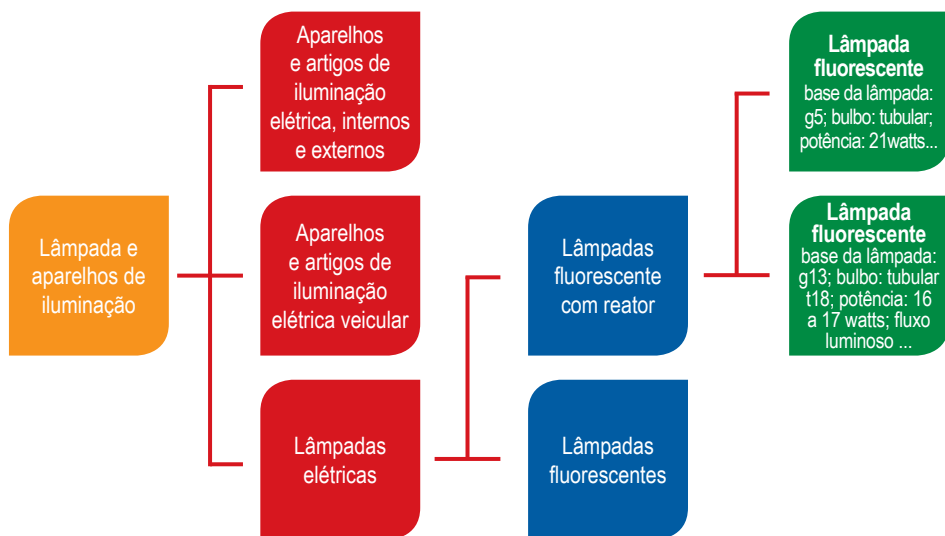 Lâmpada e
aparelhos de
iluminação
Aparelhos
e artigos de
iluminação
elétrica, internos
e externos
Aparelhos
e artigos de
iluminação
elétrica veicular
Lâmpadas
elétricas
Lâmpadas
fluorescente
com reator
Lâmpadas
fluorescentes
Lâmpada
fluorescente
base da lâmpada:
g5; bulbo: tubular;
potência: 21watts...
Lâmpada
fluorescente
base da lâmpada:
g13; bulbo: tubular
t18; potência: 16
a 17 watts; fluxo
luminoso ...